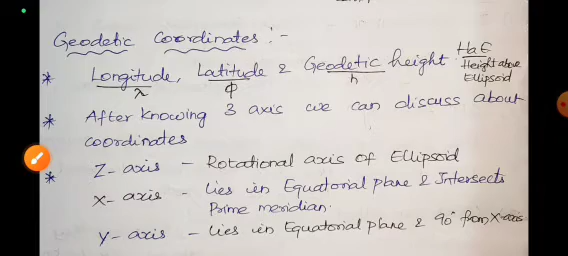 Geodetic Coordinates :-
* Longitude, Latitude & Geodetic height HaE
λ φ h Height above Ellipsoid
* After knowing 3 axis we can discuss about
coordinates
* Z-axis - Rotational axis of Ellipsoid
X-axis - Lies in Equatorial plane & Intersects
Prime meridian.
Y-axis - Lies in Equatorial plane & 90° from X-axis